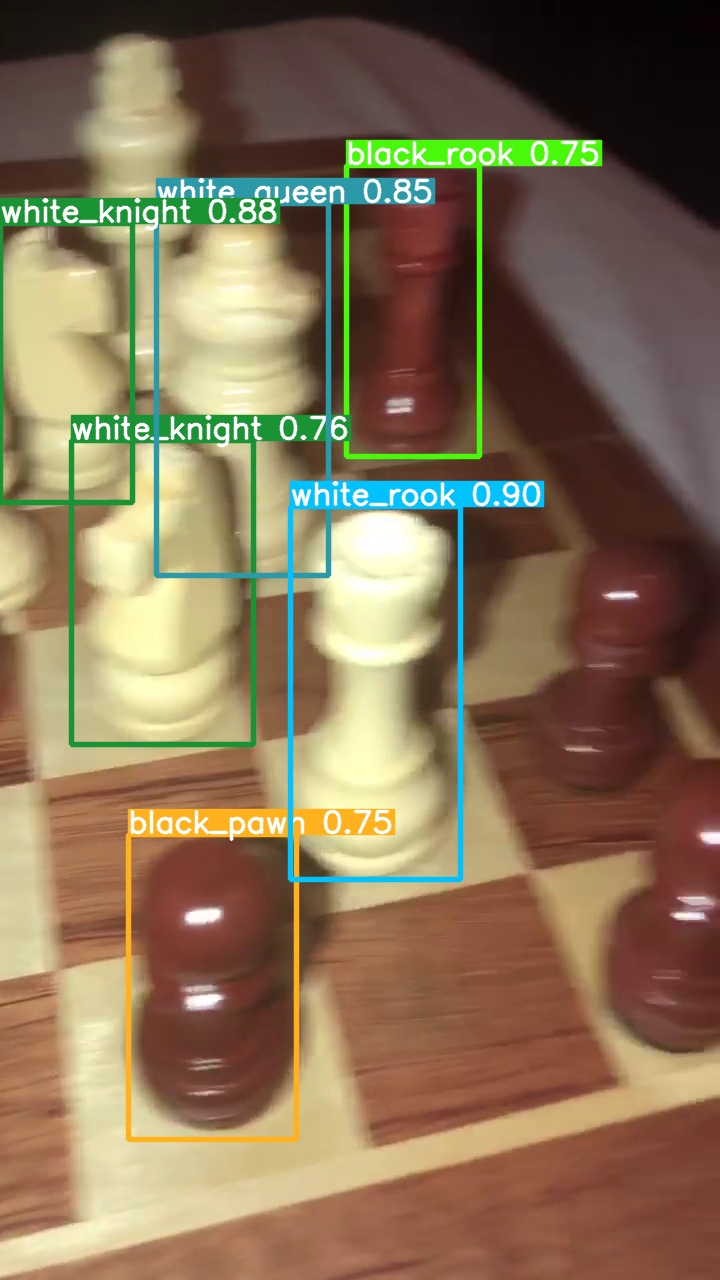 black_rook 0.75
white_queen 0.85
white_knight 0.88
white_knight 0.76
white_rook 0.90
black_pawn 0.75